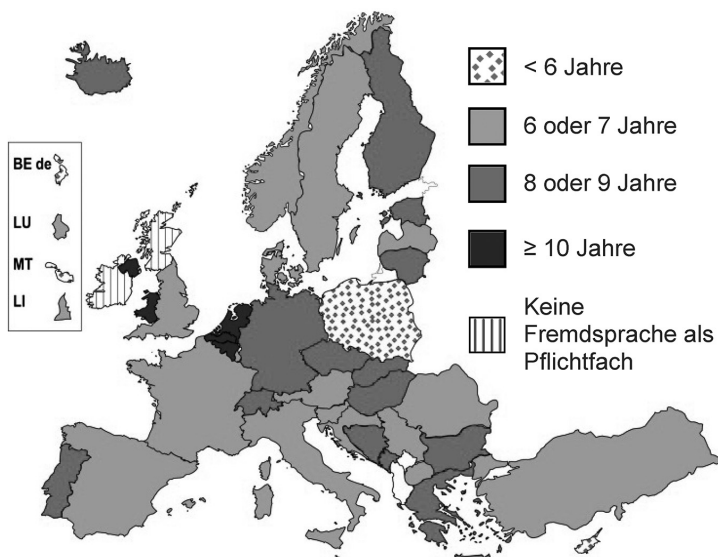 < 6 Jahre
6 oder 7 Jahre
8 oder 9 Jahre
≥ 10 Jahre
Keine
Fremdsprache als
Pflichtfach
BE de
LU
MT
LI